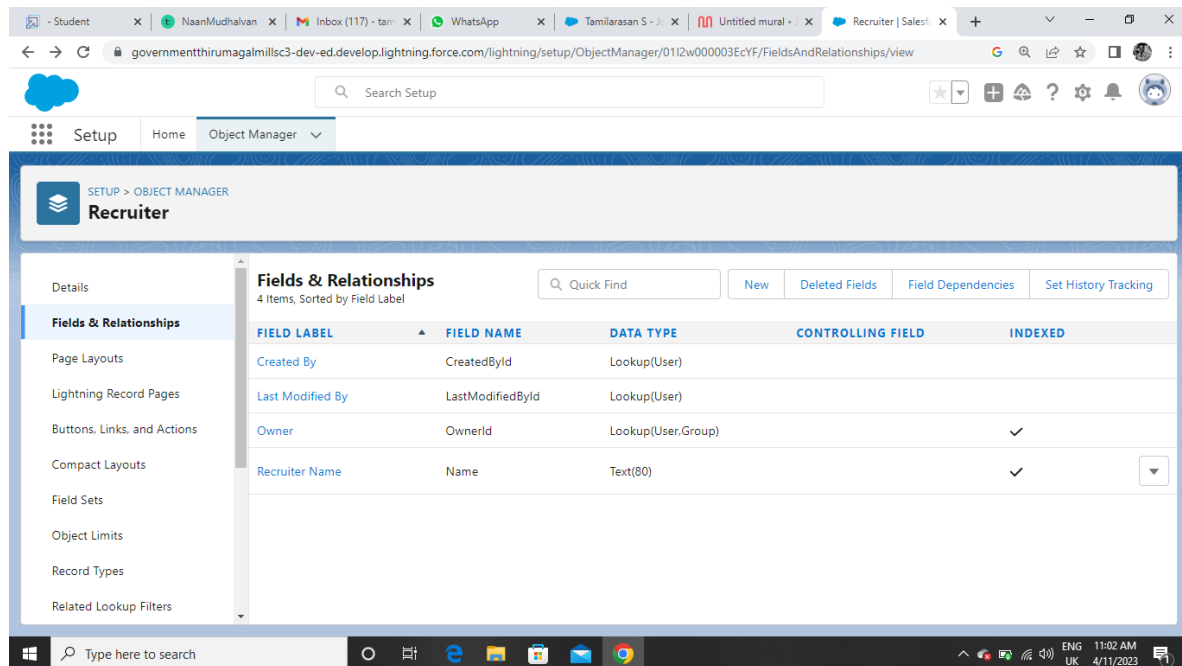 - Student
NaanMudhalvan
Inbox (117) - tam
WhatsApp
Tamilarasan S - Jo
Untitled mural •
Recruiter | Salesfo
governmentthirumagalmillsc3-dev-ed.develop.lightning.force.com/lightning/setup/ObjectManager/01I2w000003EcYF/FieldsAndRelationships/view
Search Setup
Setup Home Object Manager
SETUP > OBJECT MANAGER
Recruiter
Details
Fields & Relationships
Page Layouts
Lightning Record Pages
Buttons, Links, and Actions
Compact Layouts
Field Sets
Object Limits
Record Types
Related Lookup Filters
Fields & Relationships
4 Items, Sorted by Field Label
Quick Find
New
Deleted Fields
Field Dependencies
Set History Tracking
FIELD LABEL FIELD NAME DATA TYPE CONTROLLING FIELD INDEXED
Created By CreatedById Lookup(User)
Last Modified By LastModifiedById Lookup(User)
Owner OwnerId Lookup(User,Group)
Recruiter Name Name Text(80)
Type here to search
ENG 11:02 AM
UK 4/11/2023